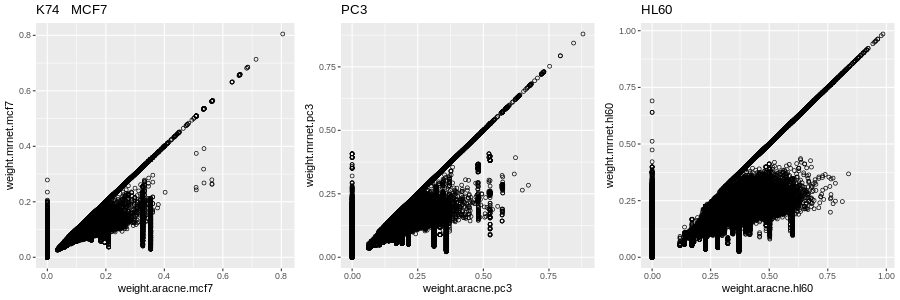 K74 MCF7
PC3
HL60
weight.mrnet.mcf7
0.8
0.6
0.4
0.2
0.0
0.0 0.2 0.4 0.6 0.8
weight.aracne.mcf7
weight.mrnet.pc3
0.75
0.50
0.25
0.00
0.00 0.25 0.50 0.75
weight.aracne.pc3
weight.mrnet.hl60
1.00
0.75
0.50
0.25
0.00
0.00 0.25 0.50 0.75 1.00
weight.aracne.hl60